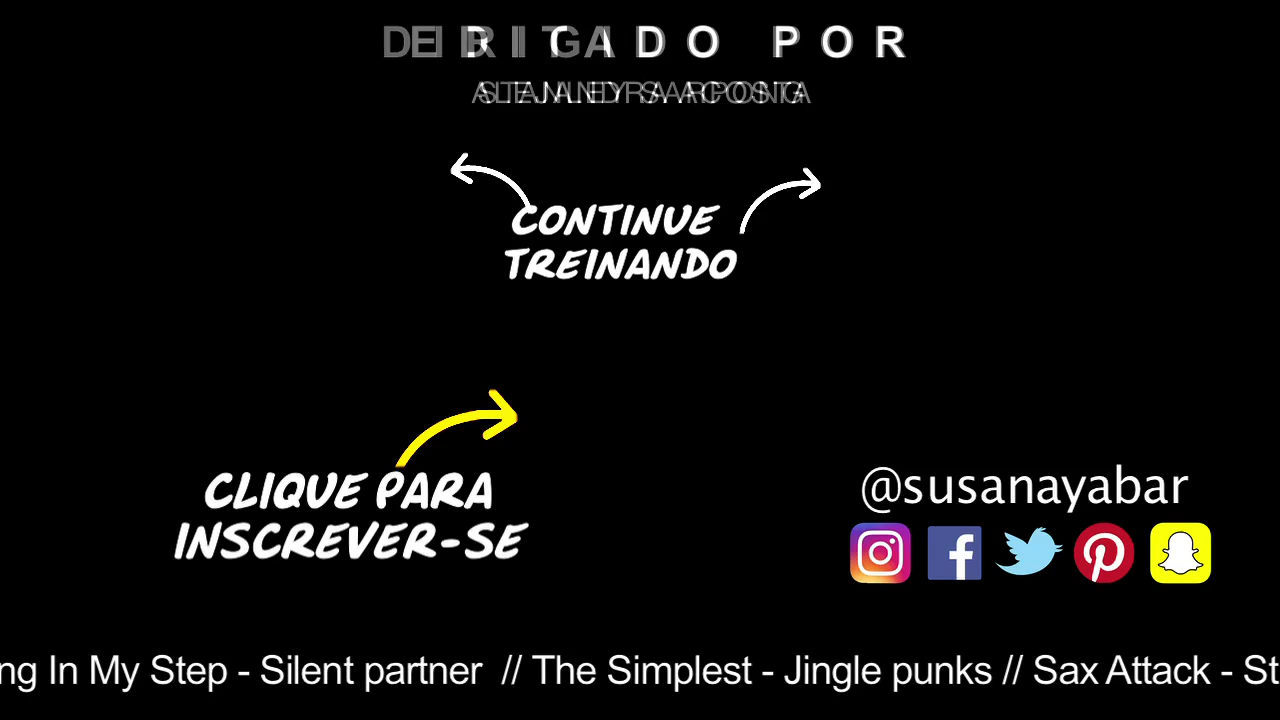 POR
CONTINUE
TREINANDO
CLIQUE PARA
INSCREVER-SE
@susanayabar
ng In My Step - Silent partner // The Simplest - Jingle punks // Sax Attack - St